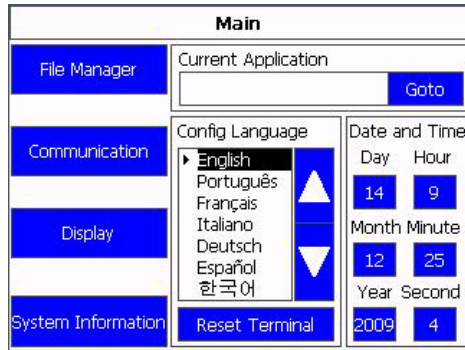 Main
File Manager
Communication
Display
System Information
Current Application
Goto
Config Language
English
Português
Français
Italiano
Deutsch
Español
한국어
Reset Terminal
Date and Time
Day Hour
14 9
Month Minute
12 25
Year Second
2009 4